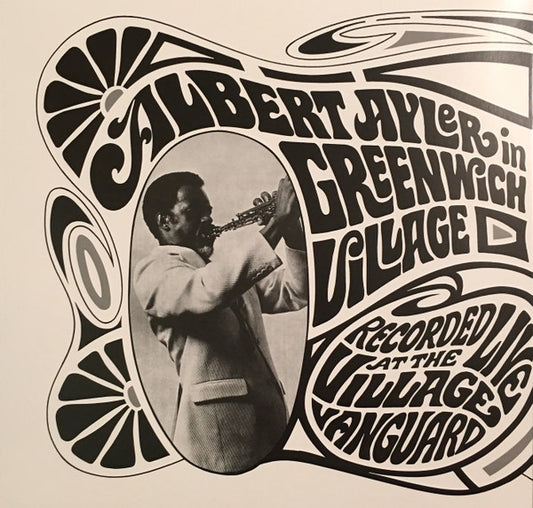 ALBERT AYLER in
GREENWICH
VILLAGE
RECORDED LIVE
AT THE
VILLAGE
VANGUARD